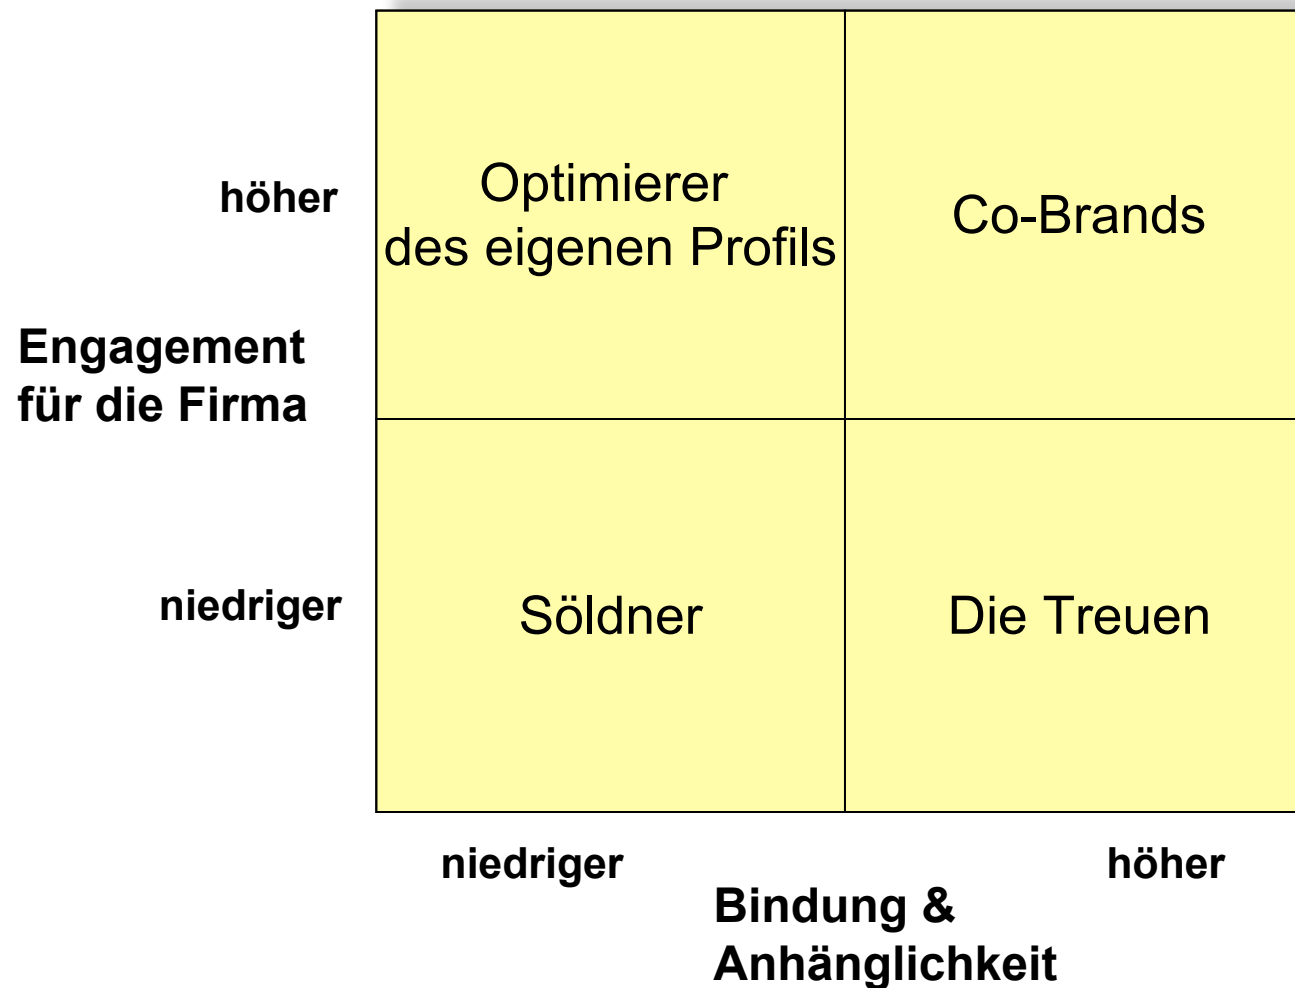 höher
Optimierer
des eigenen Profils
Co-Brands
Engagement
für die Firma
niedriger
Söldner
Die Treuen
niedriger
höher
Bindung &
Anhänglichkeit